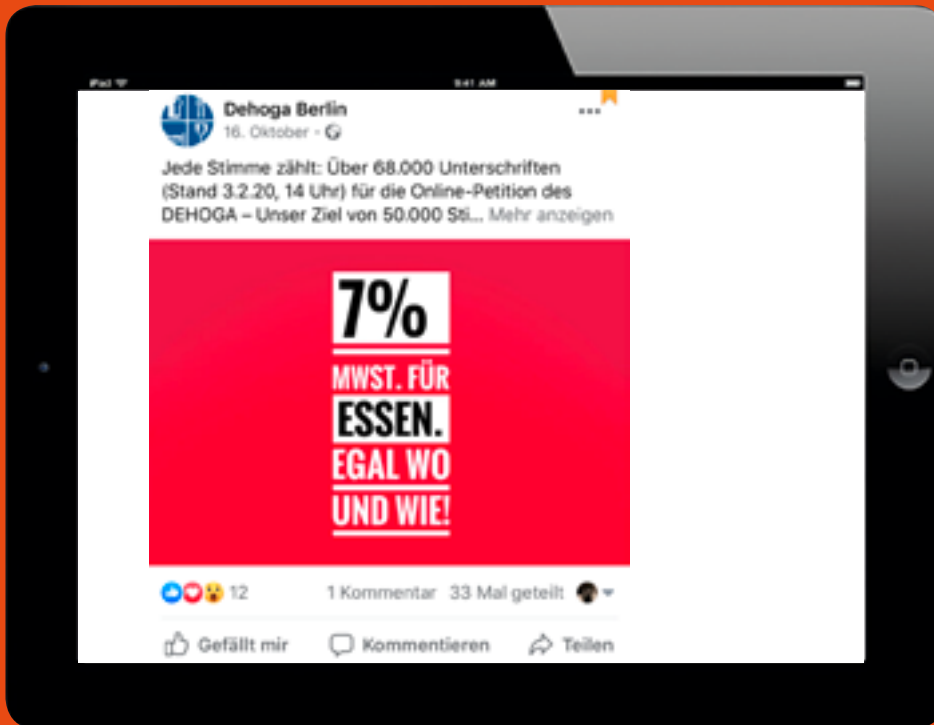 iPad
9:41 AM
Dehoga Berlin
16. Oktober ·
Jede Stimme zählt: Über 68.000 Unterschriften
(Stand 3.2.20, 14 Uhr) für die Online-Petition des
DEHOGA – Unser Ziel von 50.000 Sti... Mehr anzeigen
7%
MWST. FÜR
ESSEN.
EGAL WO
UND WIE!
12 1 Kommentar 33 Mal geteilt
Gefällt mir Kommentieren Teilen